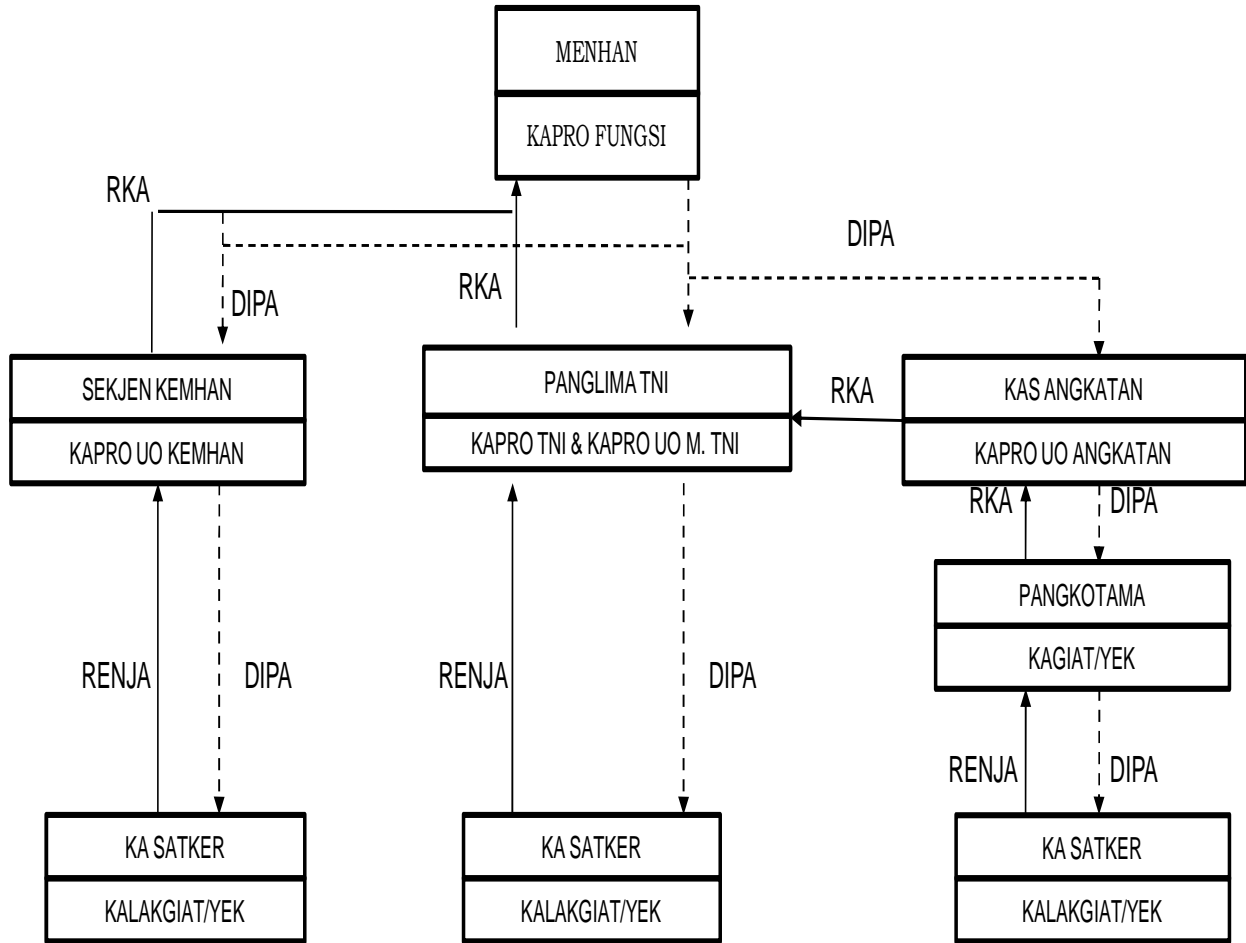 MENHAN
KAPRO FUNGSI
RKA
DIPA
RKA
DIPA
SEKJEN KEMHAN
KAPRO UO KEMHAN
PANGLIMA TNI
KAPRO TNI & KAPRO UO M. TNI
RKA
KAS ANGKATAN
KAPRO UO ANGKATAN
RKA
DIPA
PANGKOTAMA
KAGIAT/YEK
RENJA
DIPA
RENJA
DIPA
RENJA
DIPA
KA SATKER
KALAKGIAT/YEK
KA SATKER
KALAKGIAT/YEK
KA SATKER
KALAKGIAT/YEK